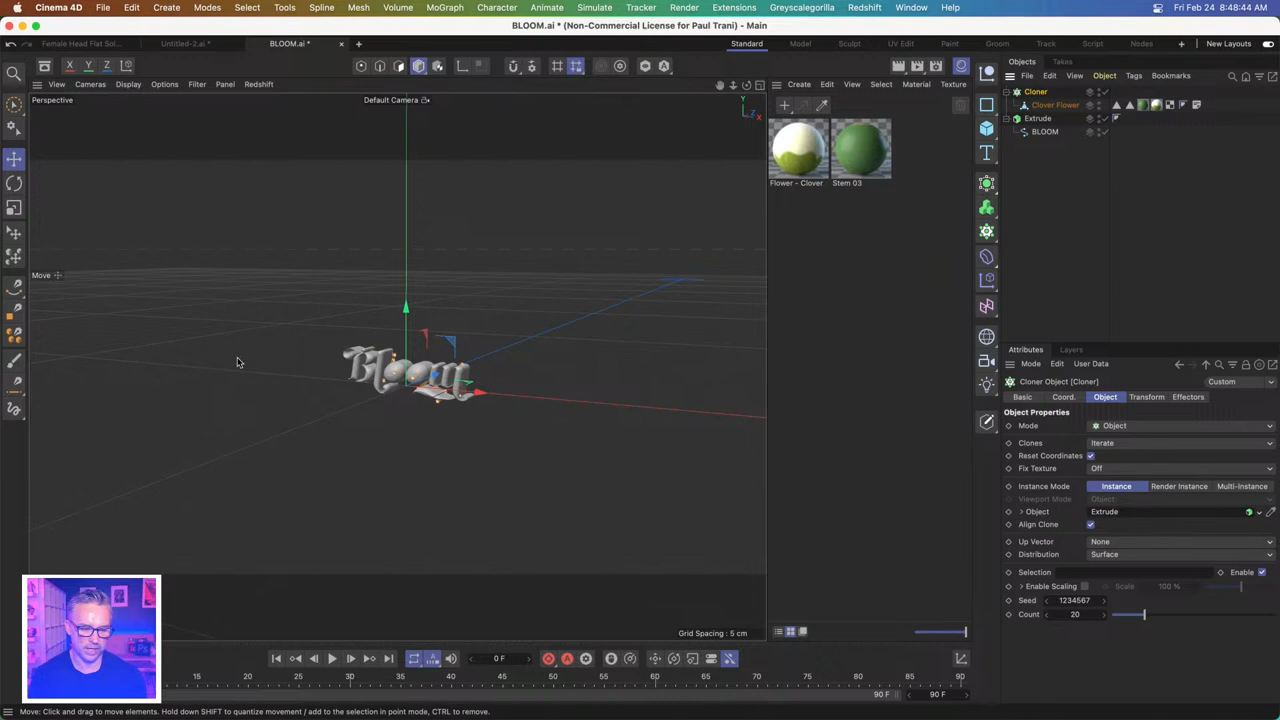 Cinema 4D File Edit Create Modes Select Tools Spline Mesh Volume MoGraph Character Animate Simulate Tracker Render Extensions Greyscalegorilla Redshift Window Help Fri Feb 24 8:48:44 AM
BLOOM.ai * (Non-Commercial License for Paul Trani) - Main
Female Head Flat Sol... Untitled-2.ai * BLOOM.ai * Standard Model Sculpt UV Edit Paint Groom Track Script Nodes New Layouts
X Y Z Objects Takes
File Edit View Object Tags Bookmarks
View Cameras Display Options Filter Panel Redshift Create Edit View Select Material Texture
Perspective Default Camera Cloner
Y
X
Clover Flower
Extrude
BLOOM
Flower - Clover Stem 03
Move
Bloom
Attributes Layers
Mode Edit User Data
Cloner Object [Cloner] Custom
Basic Coord. Object Transform Effectors
Object Properties
Mode Object
Clones Iterate
Reset Coordinates
Fix Texture Off
Instance Mode Instance Render Instance Multi-Instance
Viewport Mode Object
Object Extrude
Align Clone
Up Vector None
Distribution Surface
Selection Enable
Enable Scaling Scale 100 %
Seed 1234567
Count 20
Grid Spacing : 5 cm
0 F
15 20 25 30 35 40 45 50 55 60 65 70 75 80 85 90
90 F 90 F
Move: Click and drag to move elements. Hold down SHIFT to quantize movement / add to the selection in point mode, CTRL to remove.